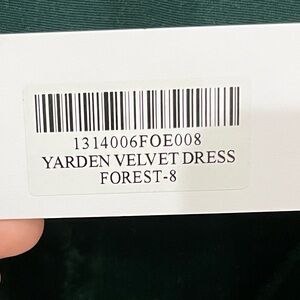 1314006FOE008
YARDEN VELVET DRESS
FOREST-8